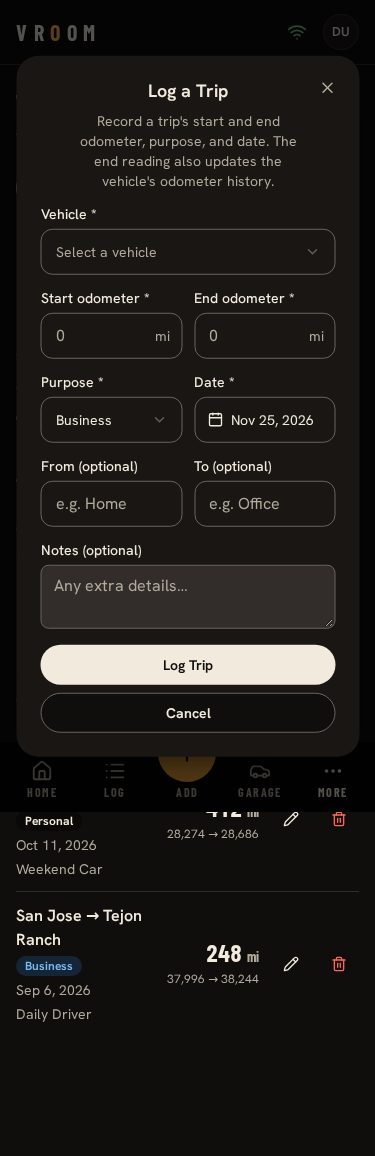 VROOM
DU
Log a Trip
Record a trip's start and end
odometer, purpose, and date. The
end reading also updates the
vehicle's odometer history.
Vehicle *
Select a vehicle
Start odometer *
End odometer *
0 mi
0 mi
Purpose *
Date *
Business
Nov 25, 2026
From (optional)
To (optional)
e.g. Home
e.g. Office
Notes (optional)
Any extra details...
Log Trip
Cancel
HOME
LOG
ADD
GARAGE
MORE
Personal
Oct 11, 2026
Weekend Car
412 mi
28,274 → 28,686
San Jose → Tejon
Ranch
Business
Sep 6, 2026
Daily Driver
248 mi
37,996 → 38,244